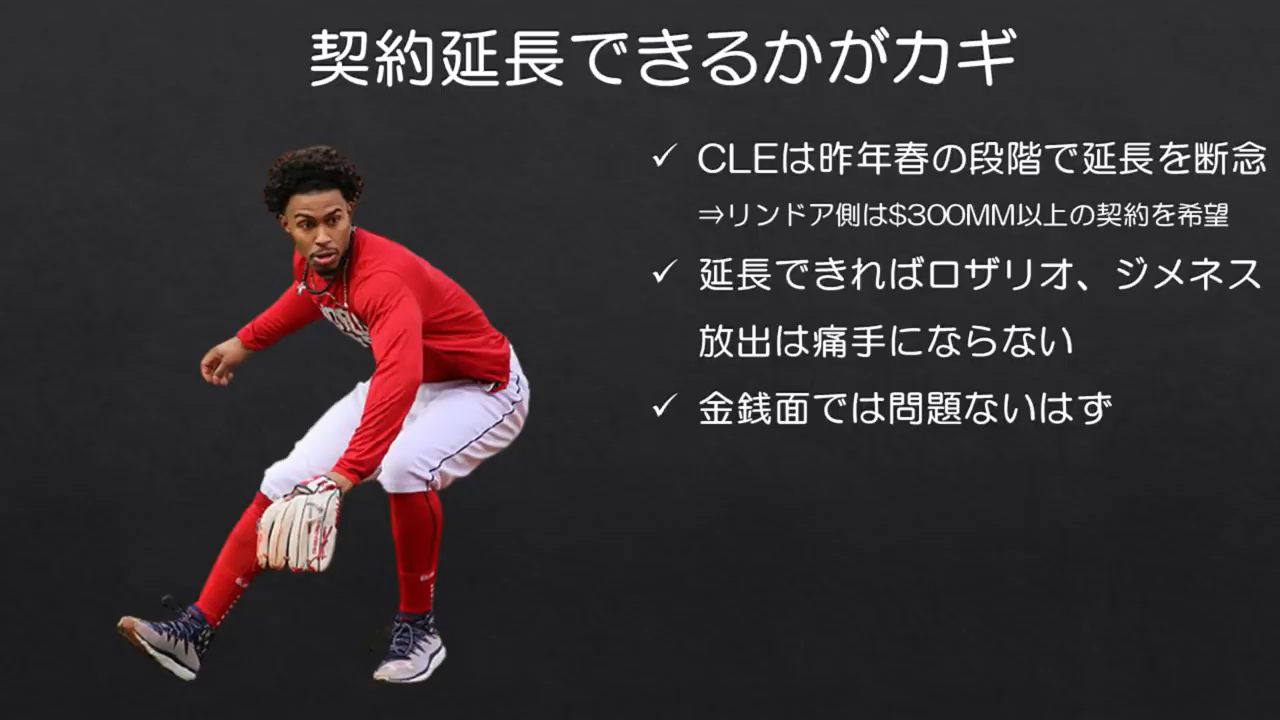 契約延長できるかがカギ
✓ CLEは昨年春の段階で延長を断念
⇒リンドア側は$300MM以上の契約を希望
✓ 延長できればロザリオ、ジメネス
放出は痛手にならない
✓ 金銭面では問題ないはず